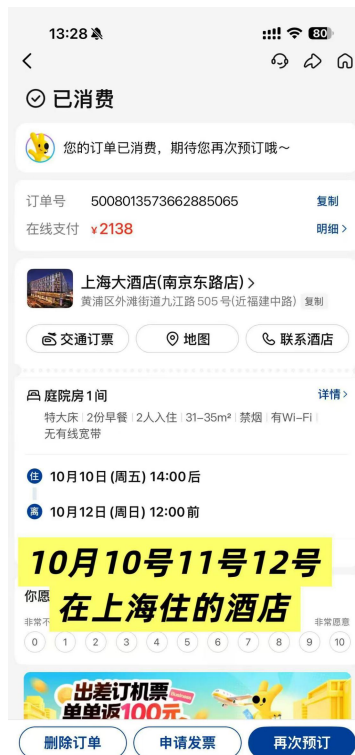 13:28
80
已消费
您的订单已消费，期待您再次预订哦～
订单号 5008013573662885065 复制
在线支付 ¥2138 明细>
上海大酒店(南京东路店)>
黄浦区外滩街道九江路505号(近福建中路) 复制
交通订票 地图 联系酒店
庭院房1间 详情>
特大床 2份早餐 2人入住 31–35m² 禁烟 有Wi–Fi
无有线宽带
住 10月10日(周五) 14:00后
离 10月12日(周日) 12:00前
10月10号11号12号
你愿
在上海住的酒店
非常不 非常愿意
0 1 2 3 4 5 6 7 8 9 10
出差订机票
单单返100元
删除订单 申请发票 再次预订